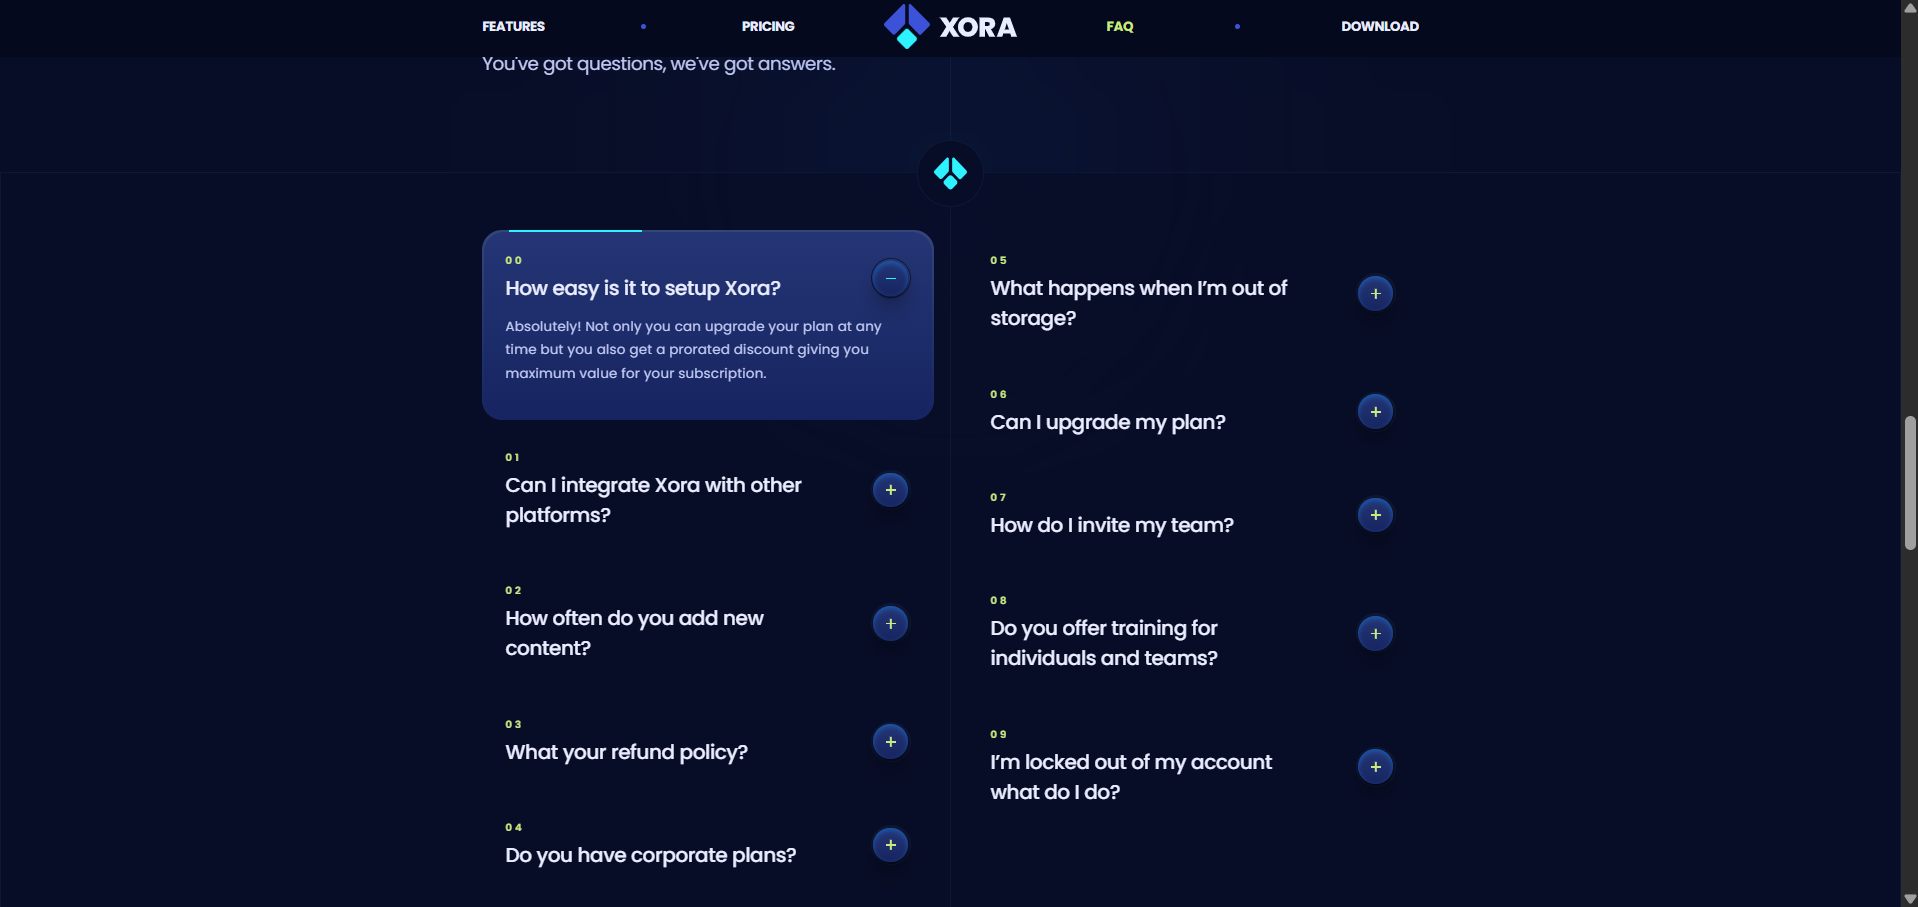 FEATURES
PRICING
XORA
FAQ
DOWNLOAD
You've got questions, we've got answers.
00
How easy is it to setup Xora?
Absolutely! Not only you can upgrade your plan at any
time but you also get a prorated discount giving you
maximum value for your subscription.
01
Can I integrate Xora with other
platforms?
02
How often do you add new
content?
03
What your refund policy?
04
Do you have corporate plans?
05
What happens when I’m out of
storage?
06
Can I upgrade my plan?
07
How do I invite my team?
08
Do you offer training for
individuals and teams?
09
I’m locked out of my account
what do I do?